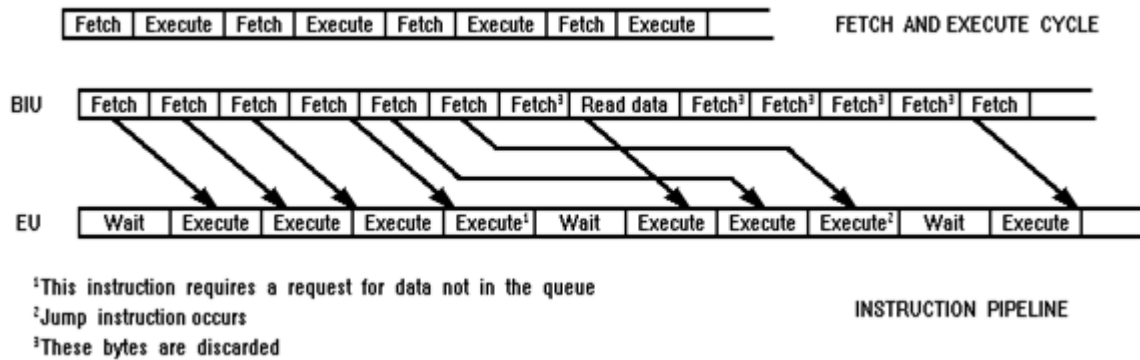 Fetch Execute Fetch Execute Fetch Execute Fetch Execute FETCH AND EXECUTE CYCLE
BIU Fetch Fetch Fetch Fetch Fetch Fetch Fetch³ Read data Fetch³ Fetch³ Fetch³ Fetch³ Fetch
EU Wait Execute Execute Execute Execute¹ Wait Execute Execute Execute² Wait Execute
¹This instruction requires a request for data not in the queue
²Jump instruction occurs INSTRUCTION PIPELINE
³These bytes are discarded